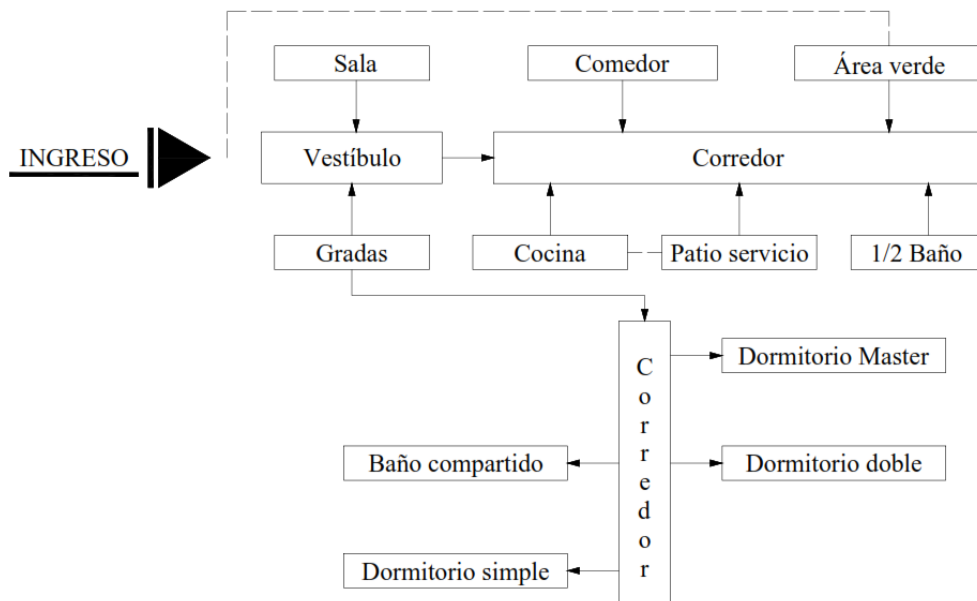 Sala
Comedor
Área verde
INGRESO
Vestíbulo
Corredor
Gradas
Cocina
Patio servicio
1/2 Baño
Corredor
Dormitorio Master
Baño compartido
Dormitorio doble
Dormitorio simple